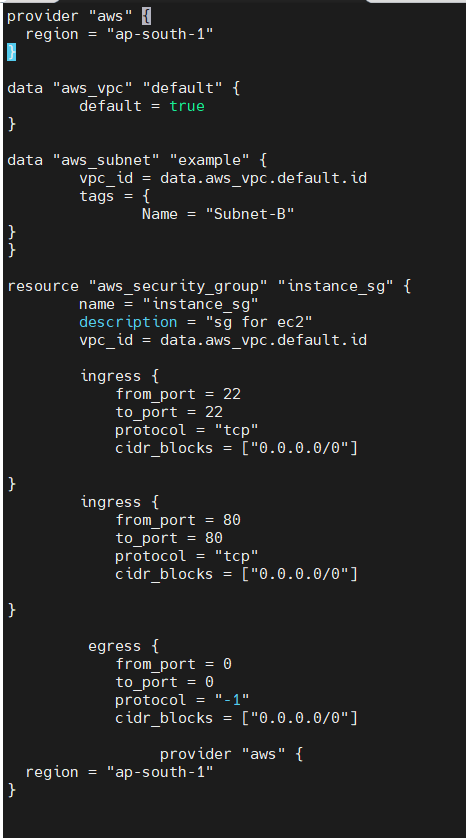 provider "aws" {
  region = "ap-south-1"
}

data "aws_vpc" "default" {
        default = true
}

data "aws_subnet" "example" {
        vpc_id = data.aws_vpc.default.id
        tags = {
               Name = "Subnet-B"
}
}

resource "aws_security_group" "instance_sg" {
        name = "instance_sg"
        description = "sg for ec2"
        vpc_id = data.aws_vpc.default.id

        ingress {
            from_port = 22
            to_port = 22
            protocol = "tcp"
            cidr_blocks = ["0.0.0.0/0"]

}
        ingress {
            from_port = 80
            to_port = 80
            protocol = "tcp"
            cidr_blocks = ["0.0.0.0/0"]

}

         egress {
            from_port = 0
            to_port = 0
            protocol = "-1"
            cidr_blocks = ["0.0.0.0/0"]

                 provider "aws" {
  region = "ap-south-1"
}